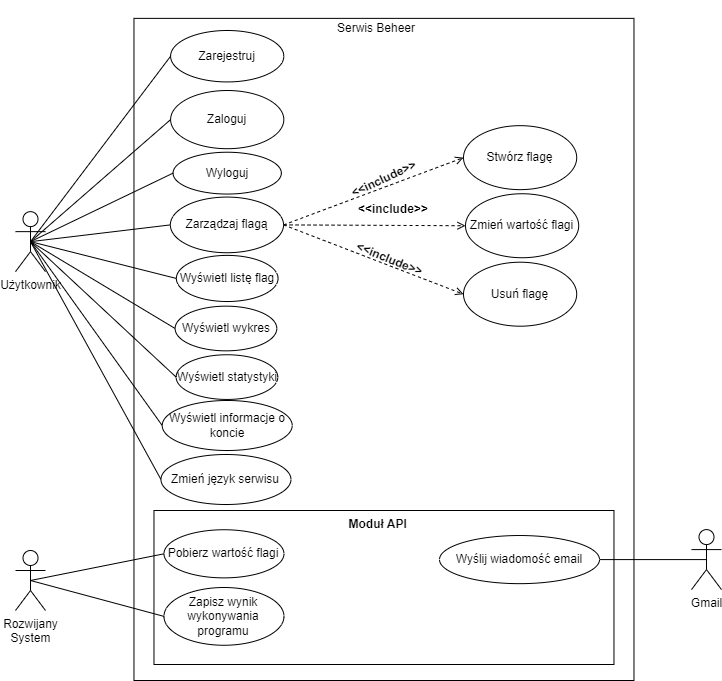 Serwis Beheer
Zarejestruj
Zaloguj
Wyloguj
Zarządzaj flagą
<<include>>
<<include>>
<<include>>
Stwórz flagę
Zmień wartość flagi
Usuń flagę
Użytkownik
Wyświetl listę flag
Wyświetl wykres
Wyświetl statystyki
Wyświetl informacje o
koncie
Zmień język serwisu
Moduł API
Pobierz wartość flagi
Wyślij wiadomość email
Zapisz wynik
wykonywania
programu
Rozwijany
System
Gmail